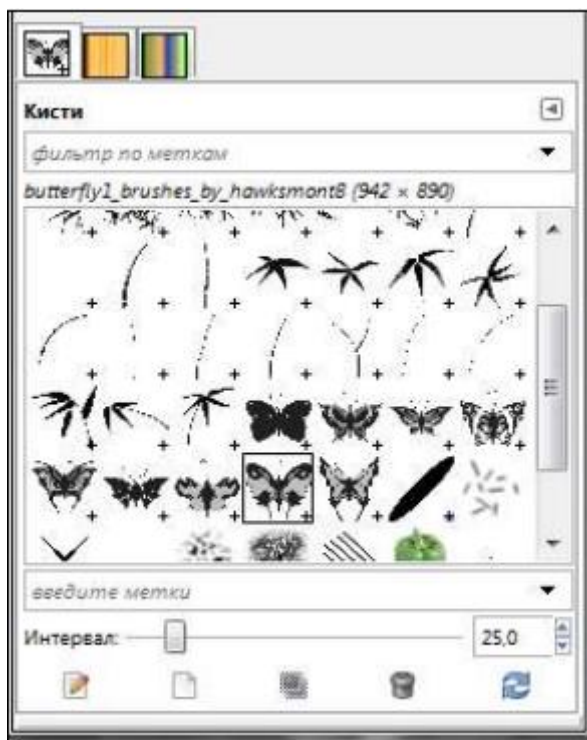 Кисти
фильтр по меткам
butterfly1_brushes_by_hawksmont8 (942 × 890)
введите метки
Интервал:
25,0